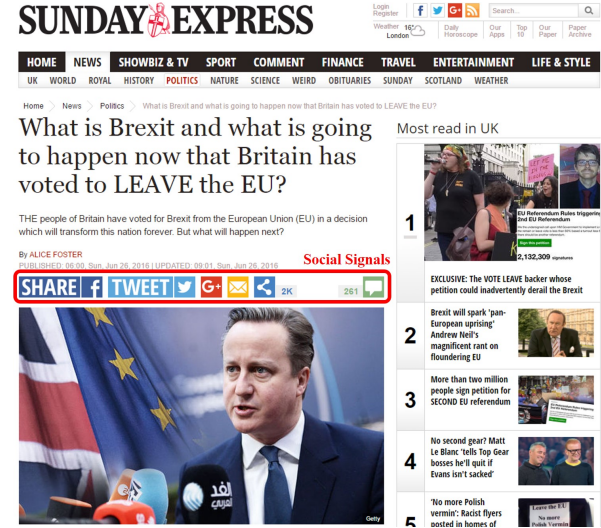 SUNDAY EXPRESS
Login
Register
Search...
Weather 16°
London
Daily
Horoscope
Our
Apps
Top
10
Our
Paper
Paper
Archive
HOME NEWS SHOWBIZ & TV SPORT COMMENT FINANCE TRAVEL ENTERTAINMENT LIFE & STYLE
UK WORLD ROYAL HISTORY POLITICS NATURE SCIENCE WEIRD OBITUARIES SUNDAY SCOTLAND WEATHER
Home News Politics What is Brexit and what is going to happen now that Britain has voted to LEAVE the EU?
What is Brexit and what is going
to happen now that Britain has
voted to LEAVE the EU?
THE people of Britain have voted for Brexit from the European Union (EU) in a decision
which will transform this nation forever. But what will happen next?
By ALICE FOSTER
PUBLISHED: 06:00, Sun, Jun 26, 2016 | UPDATED: 09:01, Sun, Jun 26, 2016
Social Signals
SHARE f TWEET G+ 2K 261
الغد
Getty
Most read in UK
1
EU Referendum Rules triggering
2nd EU Referendum
Sign this petition
2,132,309 signatures
EXCLUSIVE: The VOTE LEAVE backer whose
petition could inadvertently derail the Brexit
2
Brexit will spark 'pan-
European uprising'
Andrew Neil's
magnificent rant on
floundering EU
3
More than two million
people sign petition for
SECOND EU referendum
4
No second gear? Matt
Le Blanc 'tells Top Gear
bosses he'll quit if
Evans isn't sacked'
5
'No more Polish
vermin': Racist flyers
posted in homes of
Leave the EU
No more
Polish Vermin